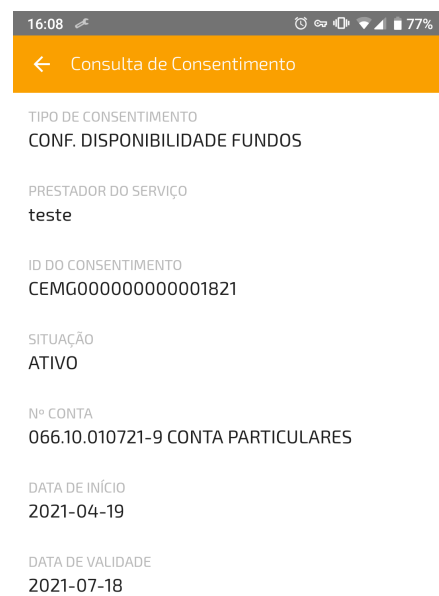 16:08 77%
Consulta de Consentimento
TIPO DE CONSENTIMENTO
CONF. DISPONIBILIDADE FUNDOS
PRESTADOR DO SERVIÇO
teste
ID DO CONSENTIMENTO
CEMG000000000001821
SITUAÇÃO
ATIVO
Nº CONTA
066.10.010721-9 CONTA PARTICULARES
DATA DE INÍCIO
2021-04-19
DATA DE VALIDADE
2021-07-18